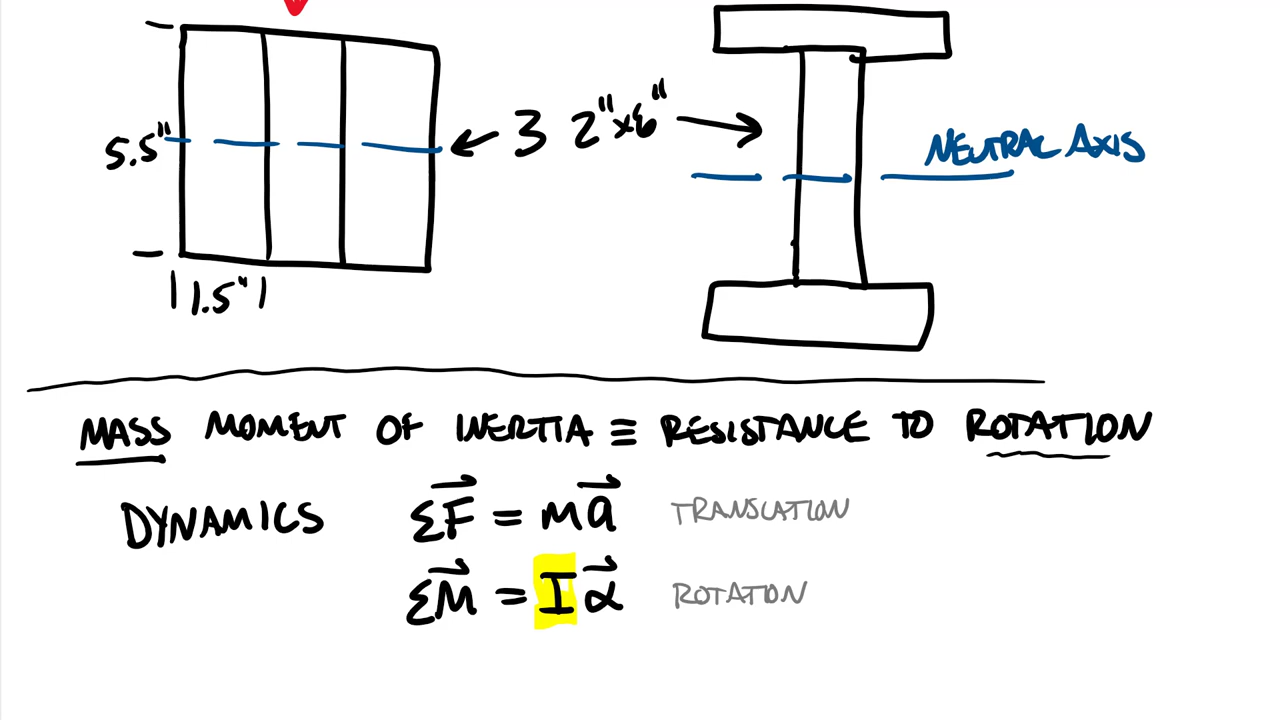 3 2"x6"
5.5"
NEUTRAL AXIS
1.5"
MASS MOMENT OF INERTIA ≡ RESISTANCE TO ROTATION
DYNAMICS ΣF⃗ = ma⃗ TRANSLATION
ΣM⃗ = Iα⃗ ROTATION